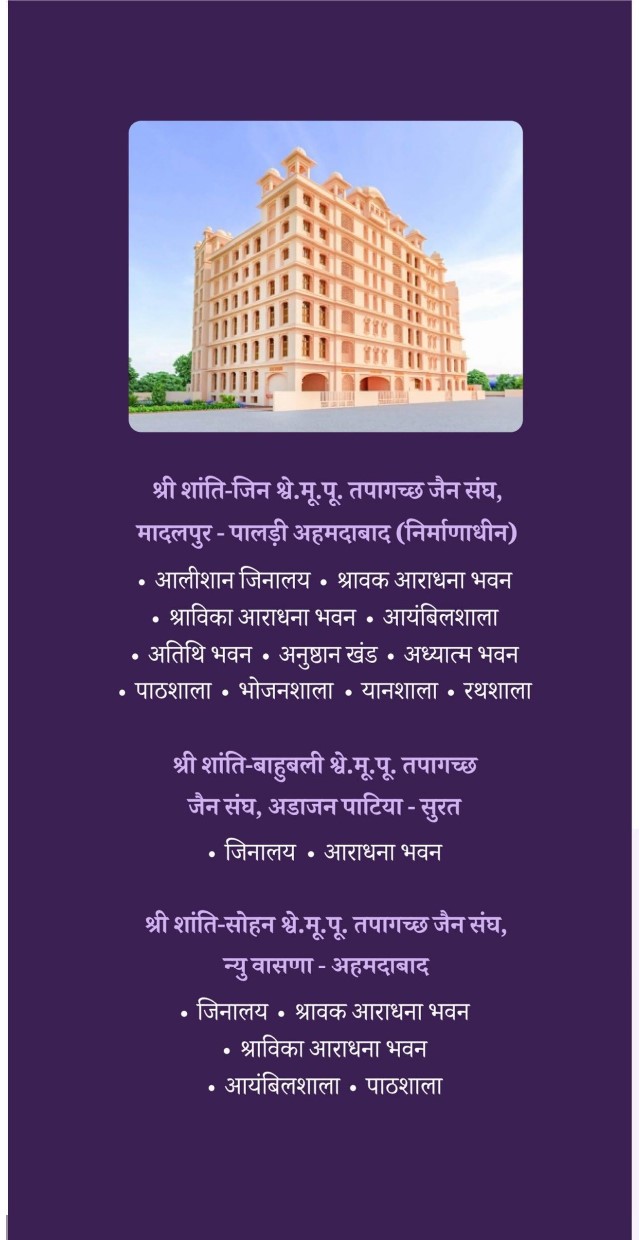 श्री शांति-जिन श्वे.मू.पू. तपागच्छ जैन संघ,
मादलपुर - पालड़ी अहमदाबाद (निर्माणाधीन)
• आलीशान जिनालय • श्रावक आराधना भवन
• श्राविका आराधना भवन • आयंबिलशाला
• अतिथि भवन • अनुष्ठान खंड • अध्यात्म भवन
• पाठशाला • भोजनशाला • यानशाला • रथशाला
श्री शांति-बाहुबली श्वे.मू.पू. तपागच्छ
जैन संघ, अडाजन पाटिया - सुरत
• जिनालय • आराधना भवन
श्री शांति-सोहन श्वे.मू.पू. तपागच्छ जैन संघ,
न्यु वासणा - अहमदाबाद
• जिनालय • श्रावक आराधना भवन
• श्राविका आराधना भवन
• आयंबिलशाला • पाठशाला